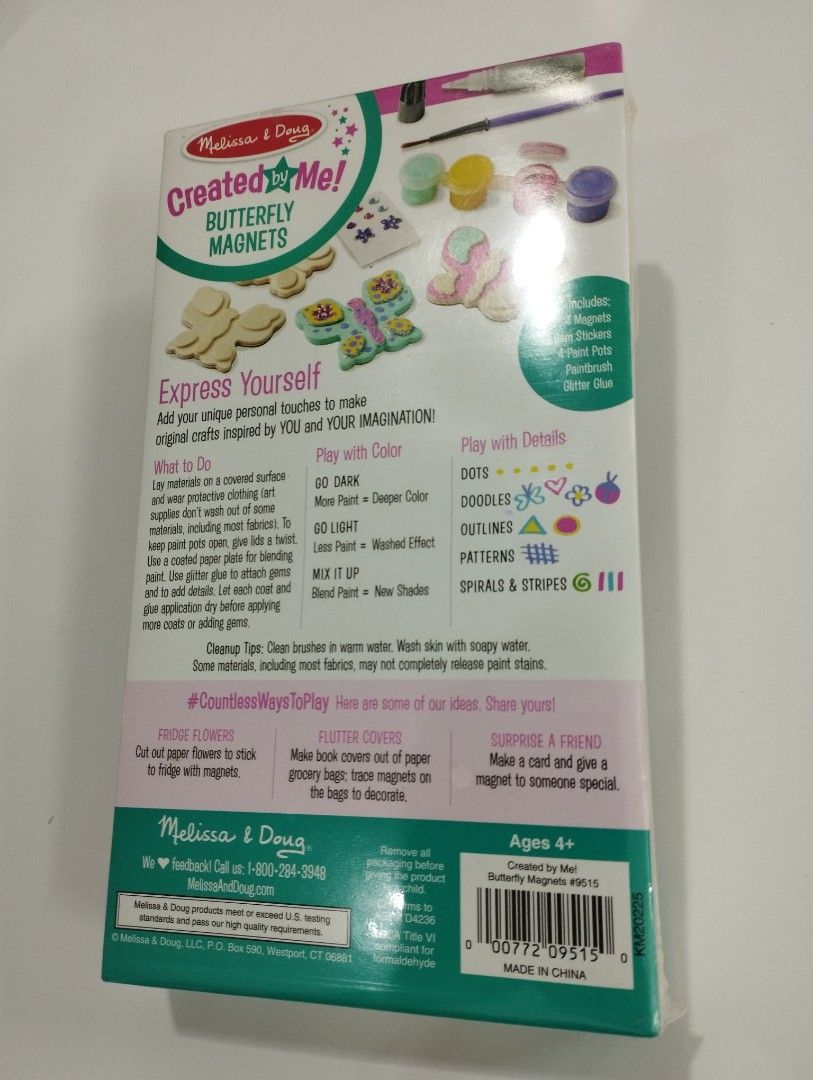 Melissa & Doug
Created by Me!
BUTTERFLY
MAGNETS
Includes:
Magnets
Stickers
4 Paint Pots
Paintbrush
Glitter Glue
Express Yourself
Add your unique personal touches to make
original crafts inspired by YOU and YOUR IMAGINATION!
What to Do
Lay materials on a covered surface
and wear protective clothing (art
supplies don't wash out of some
materials, including most fabrics). To
keep paint pots open, give lids a twist.
Use a coated paper plate for blending
paint. Use glitter glue to attach gems
and to add details. Let each coat and
glue application dry before applying
more coats or adding gems.
Play with Color
GO DARK
More Paint = Deeper Color
GO LIGHT
Less Paint = Washed Effect
MIX IT UP
Blend Paint = New Shades
Play with Details
DOTS
DOODLES
OUTLINES
PATTERNS
SPIRALS & STRIPES
Cleanup Tips: Clean brushes in warm water. Wash skin with soapy water.
Some materials, including most fabrics, may not completely release paint stains.
#CountlessWaysToPlay Here are some of our ideas. Share yours!
FRIDGE FLOWERS
Cut out paper flowers to stick
to fridge with magnets.
FLUTTER COVERS
Make book covers out of paper
grocery bags; trace magnets on
the bags to decorate.
SURPRISE A FRIEND
Make a card and give a
magnet to someone special.
Melissa & Doug®
We ♥ feedback! Call us: 1-800-284-3948
MelissaAndDoug.com
Melissa & Doug products meet or exceed U.S. testing
standards and pass our high quality requirements.
© Melissa & Doug, LLC, P.O. Box 590, Westport, CT 06881
Remove all
packaging before
giving the product
child.
to
D4236
Title VI
compliant for
formaldehyde
Ages 4+
Created by Me!
Butterfly Magnets #9515
0 00772 09515 0
MADE IN CHINA
KM20225